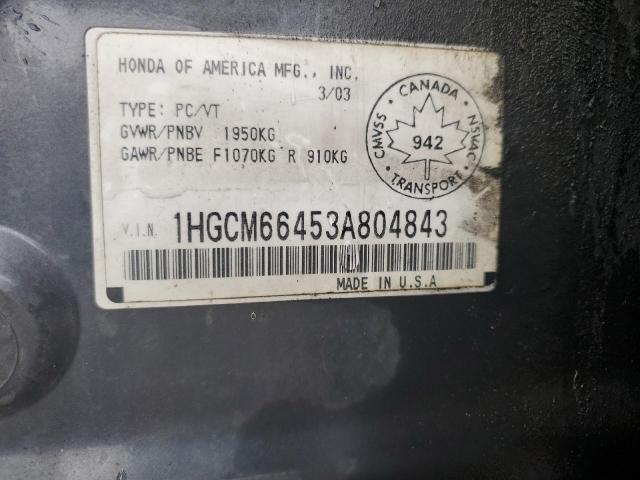 HONDA OF AMERICA MFG., INC.
3/03
TYPE: PC/VT
GVWR/PNBV 1950KG
GAWR/PNBE F1070KG R 910KG
CANADA
CMVSS
NSVAC
942
TRANSPORT
V.I.N. 1HGCM66453A804843
MADE IN U.S.A